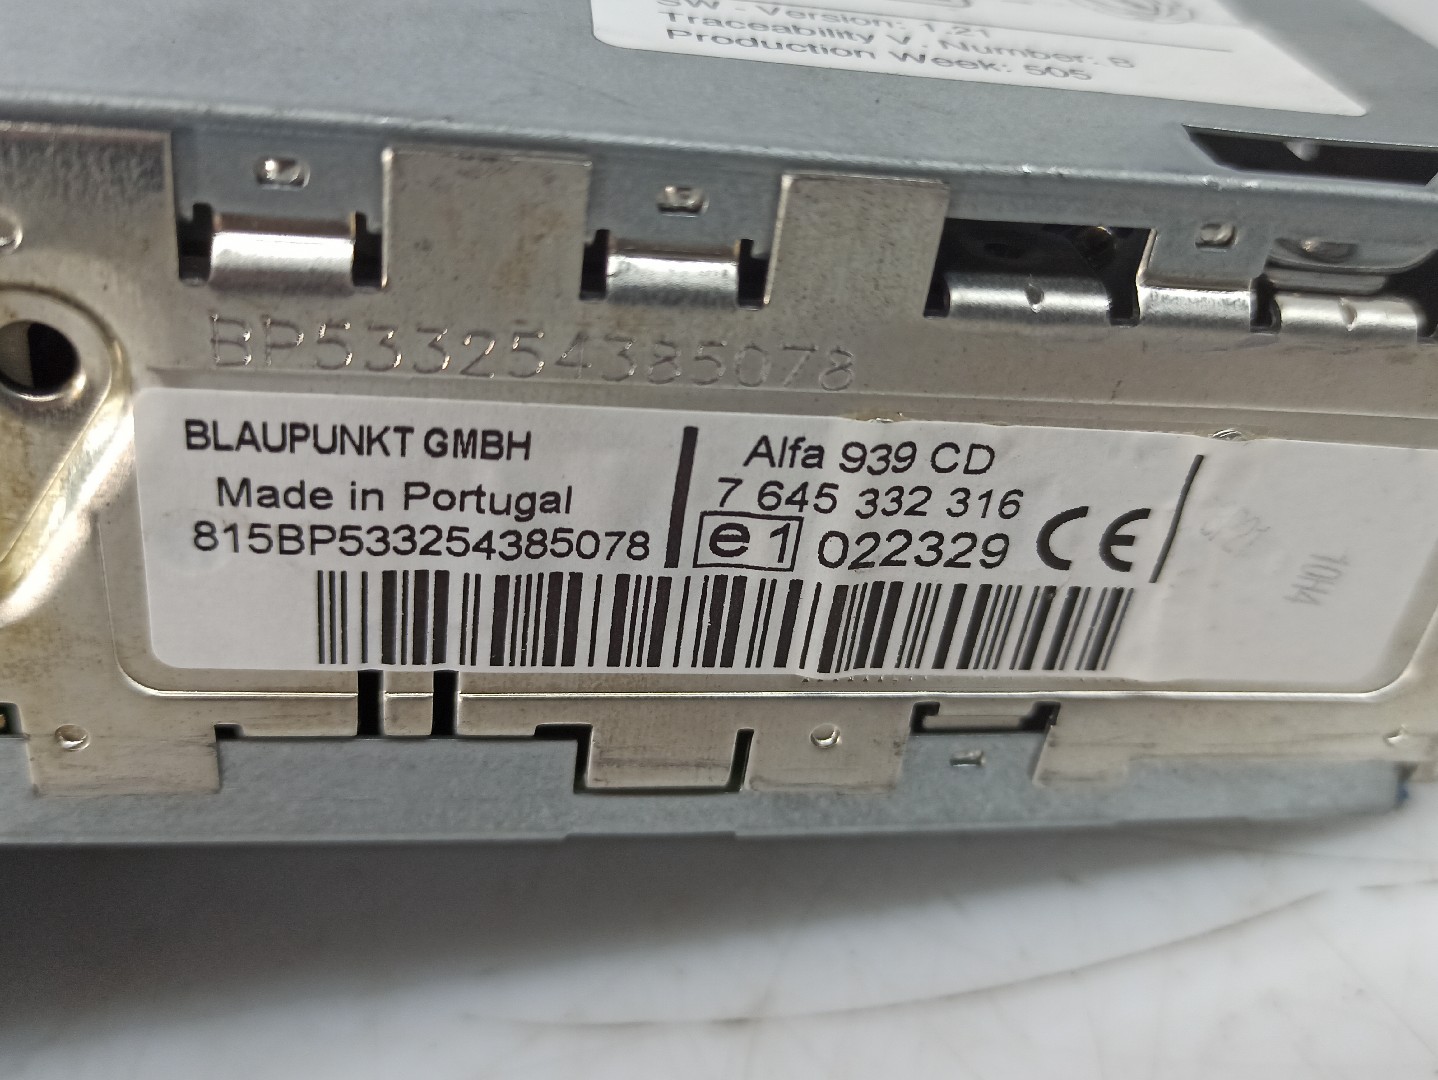 SW - Version: 1.21
Traceability V. Number: B
Production Week: 505
BP533254385078
BLAUPUNKT GMBH
Made in Portugal
815BP533254385078
Alfa 939 CD
7 645 332 316
e1 022329 CE
10H4